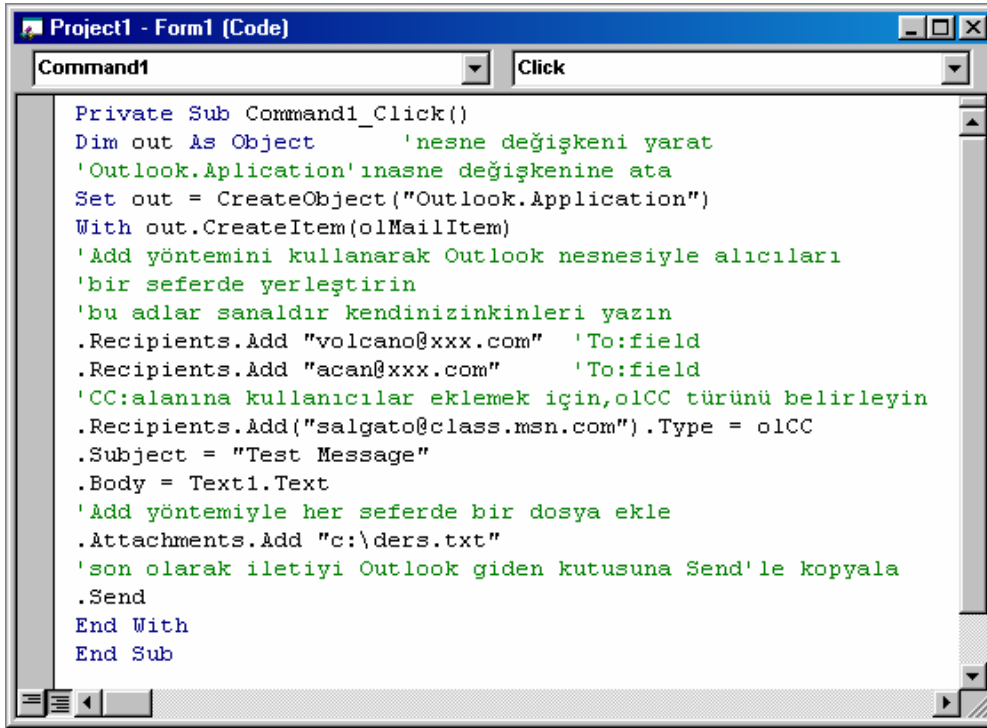 Project1 - Form1 (Code)
Command1 Click
Private Sub Command1_Click()
Dim out As Object 'nesne değişkeni yarat
'Outlook.Aplication'ınasne değişkenine ata
Set out = CreateObject("Outlook.Application")
With out.CreateItem(olMailItem)
'Add yöntemini kullanarak Outlook nesnesiyle alıcıları
'bir seferde yerleştirin
'bu adlar sanaldır kendinizinkinleri yazın
.Recipients.Add "volcano@xxx.com" 'To:field
.Recipients.Add "acan@xxx.com" 'To:field
'CC:alanına kullanıcılar eklemek için,olCC türünü belirleyin
.Recipients.Add("salgato@class.msn.com").Type = olCC
.Subject = "Test Message"
.Body = Text1.Text
'Add yöntemiyle her seferde bir dosya ekle
.Attachments.Add "c:\ders.txt"
'son olarak iletiyi Outlook giden kutusuna Send'le kopyala
.Send
End With
End Sub